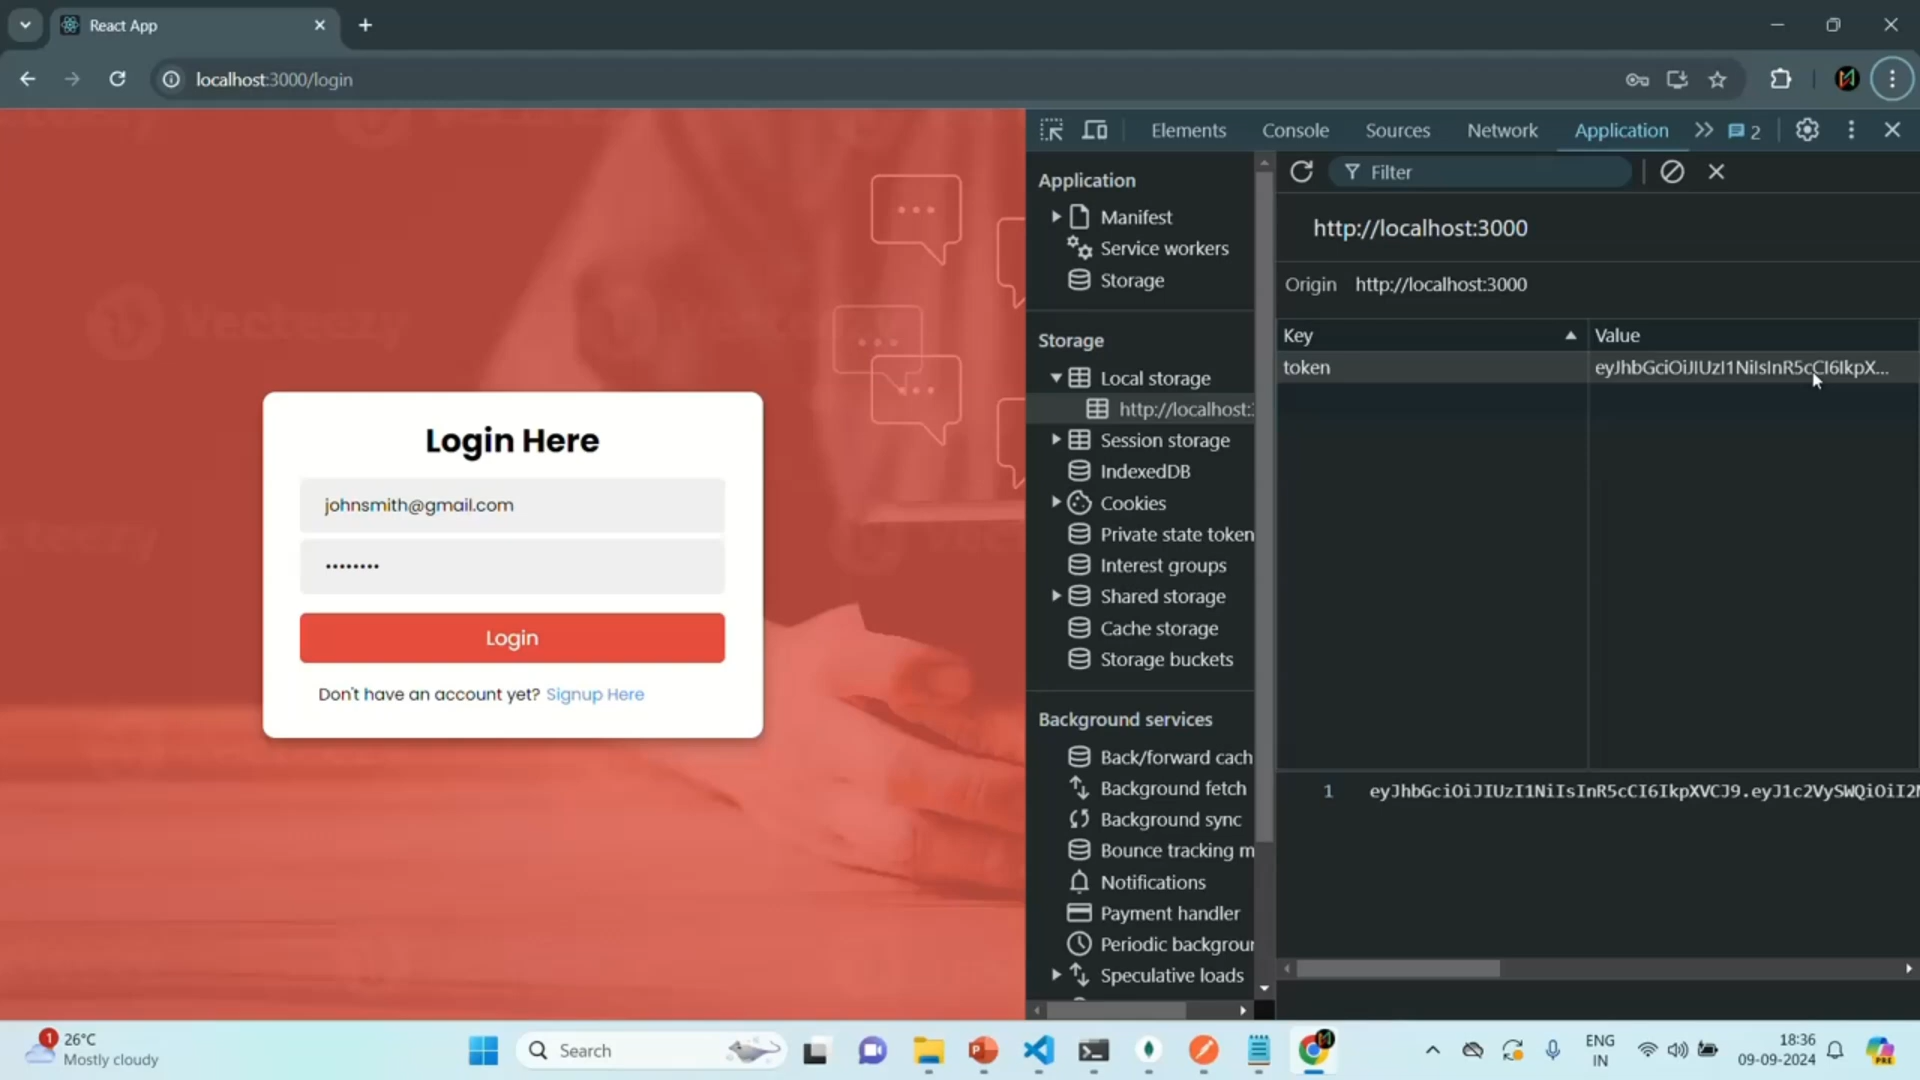 React App
localhost:3000/login
Elements
Console
Sources
Network
Application
2
Application
Manifest
Service workers
Storage
Storage
Local storage
http://localhost:
Session storage
IndexedDB
Cookies
Private state token
Interest groups
Shared storage
Cache storage
Storage buckets
Background services
Back/forward cach
Background fetch
Background sync
Bounce tracking m
Notifications
Payment handler
Periodic backgrour
Speculative loads
Filter
http://localhost:3000
Origin http://localhost:3000
Key Value
token eyJhbGciOiJIUzI1NiIsInR5cCI6IkpX...
1 eyJhbGciOiJIUzI1NiIsInR5cCI6IkpXVCJ9.eyJ1c2VySWQiOiI2
Vecteezy
Login Here
johnsmith@gmail.com
••••••••
Login
Don't have an account yet? Signup Here
1
26°C
Mostly cloudy
Search
ENG
IN
18:36
09-09-2024
PRE